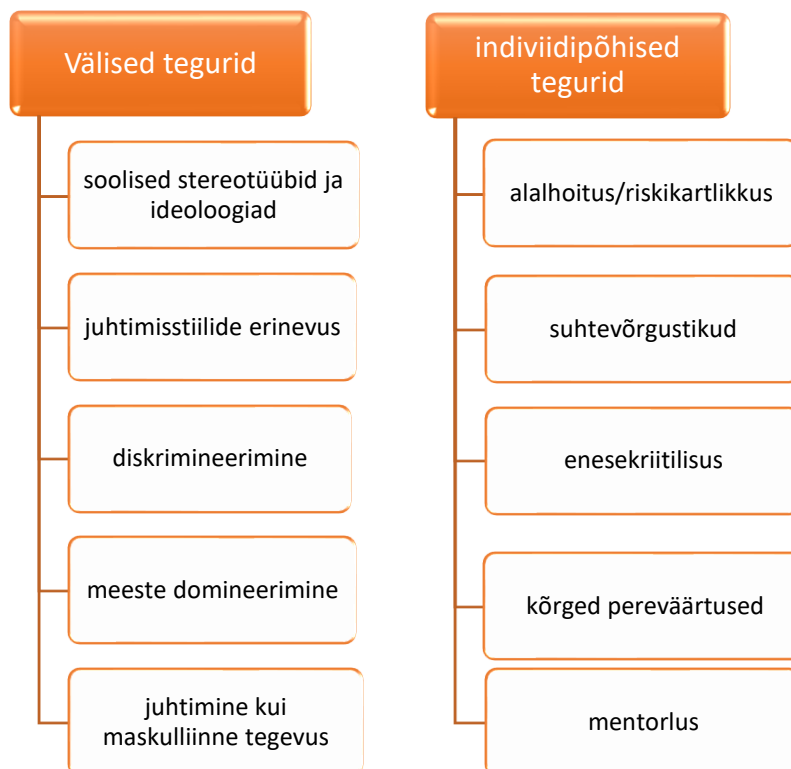 Välised tegurid
soolised stereotüübid ja
ideoloogiad
juhtimisstiilide erinevus
diskrimineerimine
meeste domineerimine
juhtimine kui
maskulliinne tegevus
indiviidipõhised
tegurid
alalhoitus/riskikartlikkus
suhtevõrgustikud
enesekriitilisus
kõrged pereväärtused
mentorlus